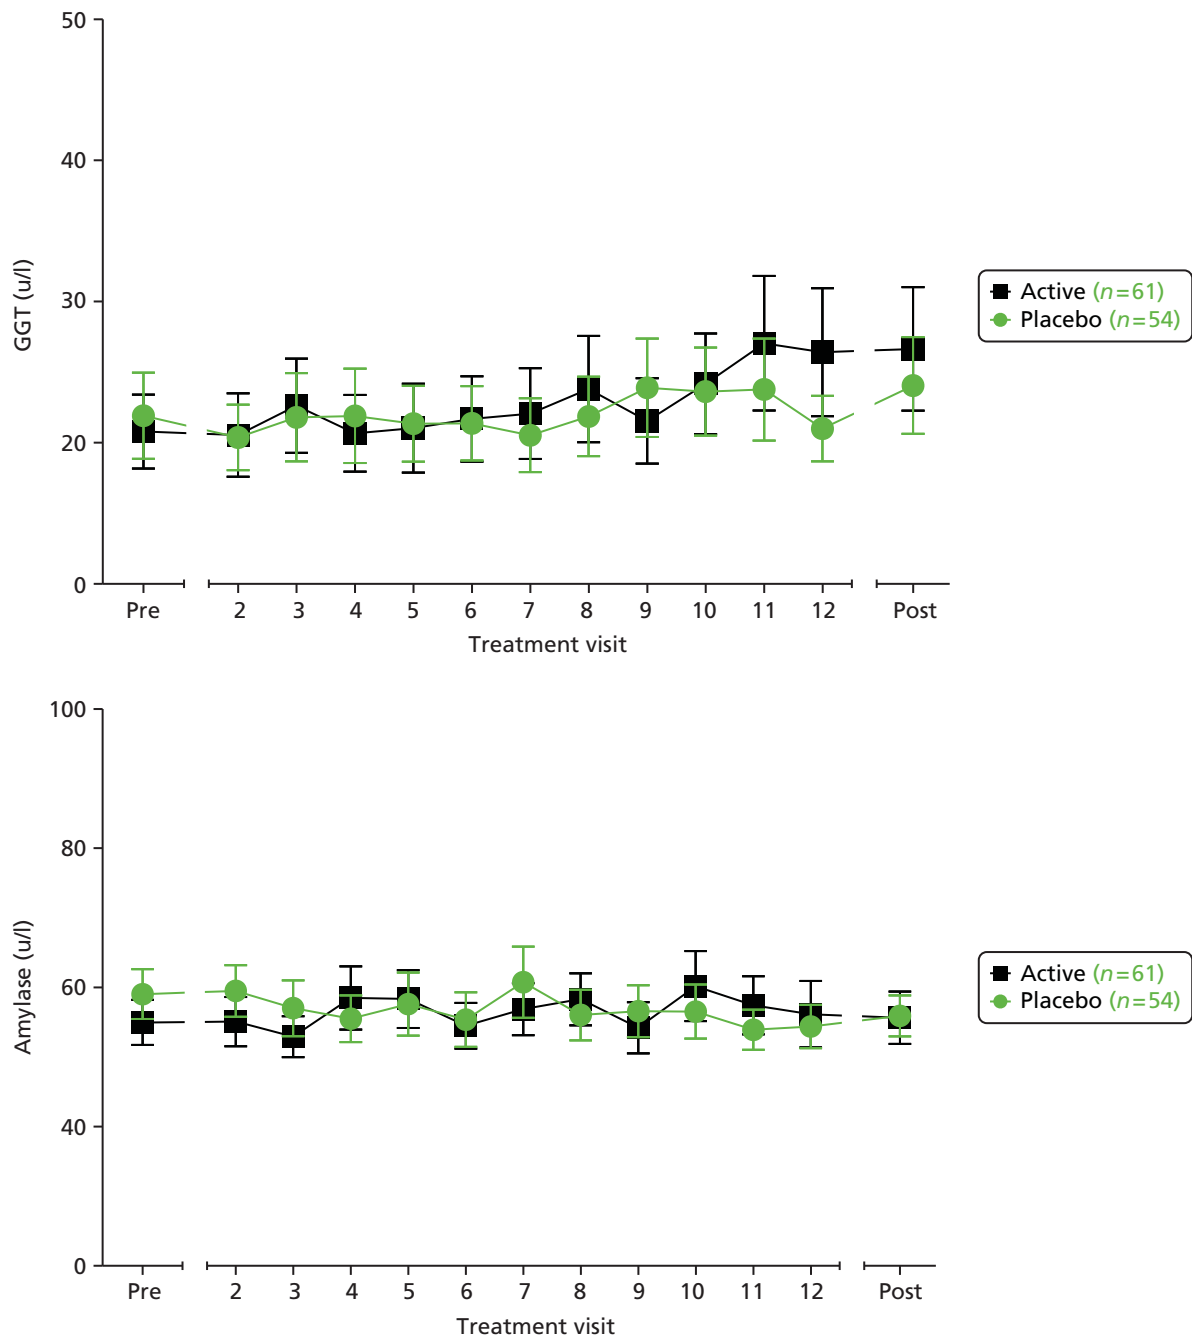 50
40
30
20
0
GGT (u/l)
Pre 2 3 4 5 6 7 8 9 10 11 12 Post
Treatment visit
Active (n=61)
Placebo (n=54)
100
80
60
40
0
Amylase (u/l)
Pre 2 3 4 5 6 7 8 9 10 11 12 Post
Treatment visit
Active (n=61)
Placebo (n=54)